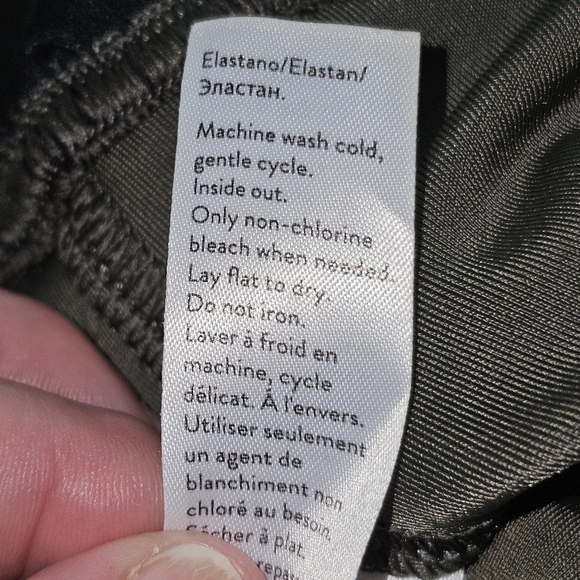 Elastano/Elastan/
Эластан.
Machine wash cold,
gentle cycle.
Inside out.
Only non-chlorine
bleach when needed.
Lay flat to dry.
Do not iron.
Laver à froid en
machine, cycle
délicat. À l'envers.
Utiliser seulement
un agent de
blanchiment non
chloré au besoin.
Sécher à plat.